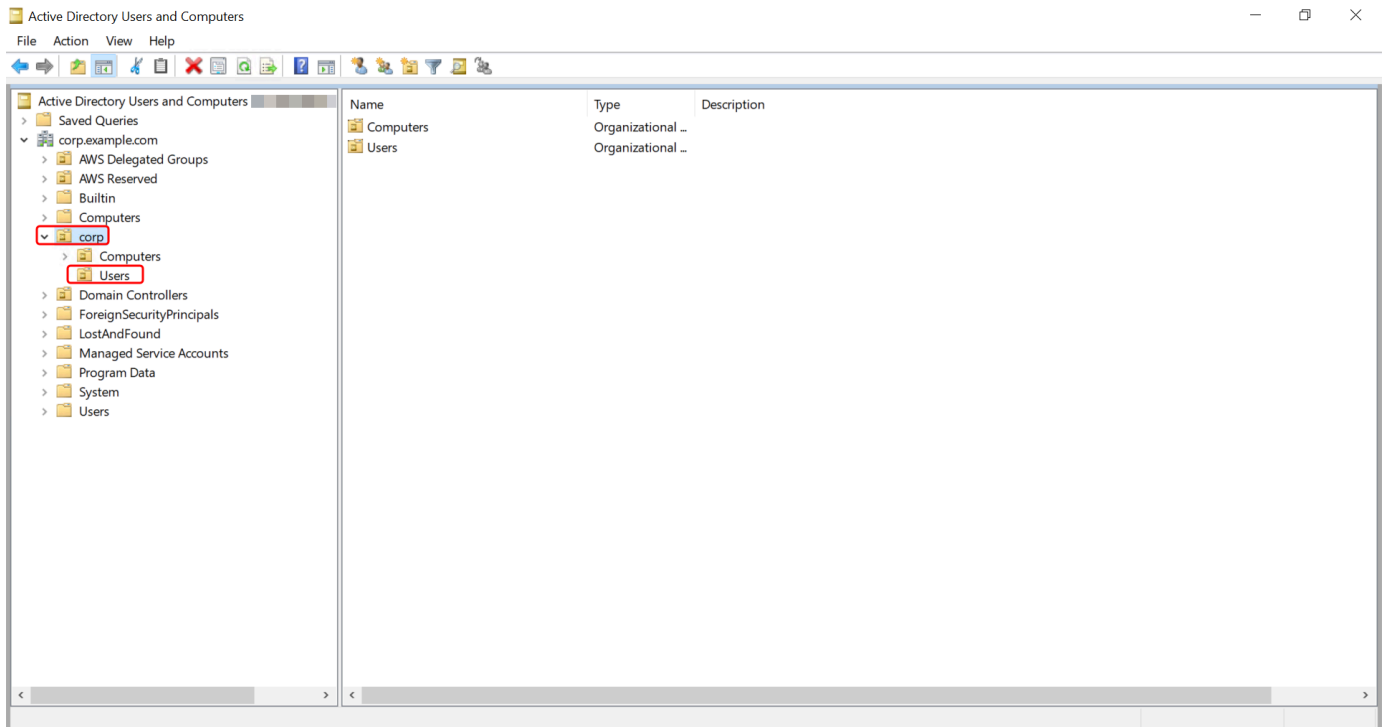 Active Directory Users and Computers
File Action View Help
Active Directory Users and Computers
Saved Queries
corp.example.com
AWS Delegated Groups
AWS Reserved
Builtin
Computers
corp
Computers
Users
Domain Controllers
ForeignSecurityPrincipals
LostAndFound
Managed Service Accounts
Program Data
System
Users
Name Type Description
Computers Organizational ...
Users Organizational ...